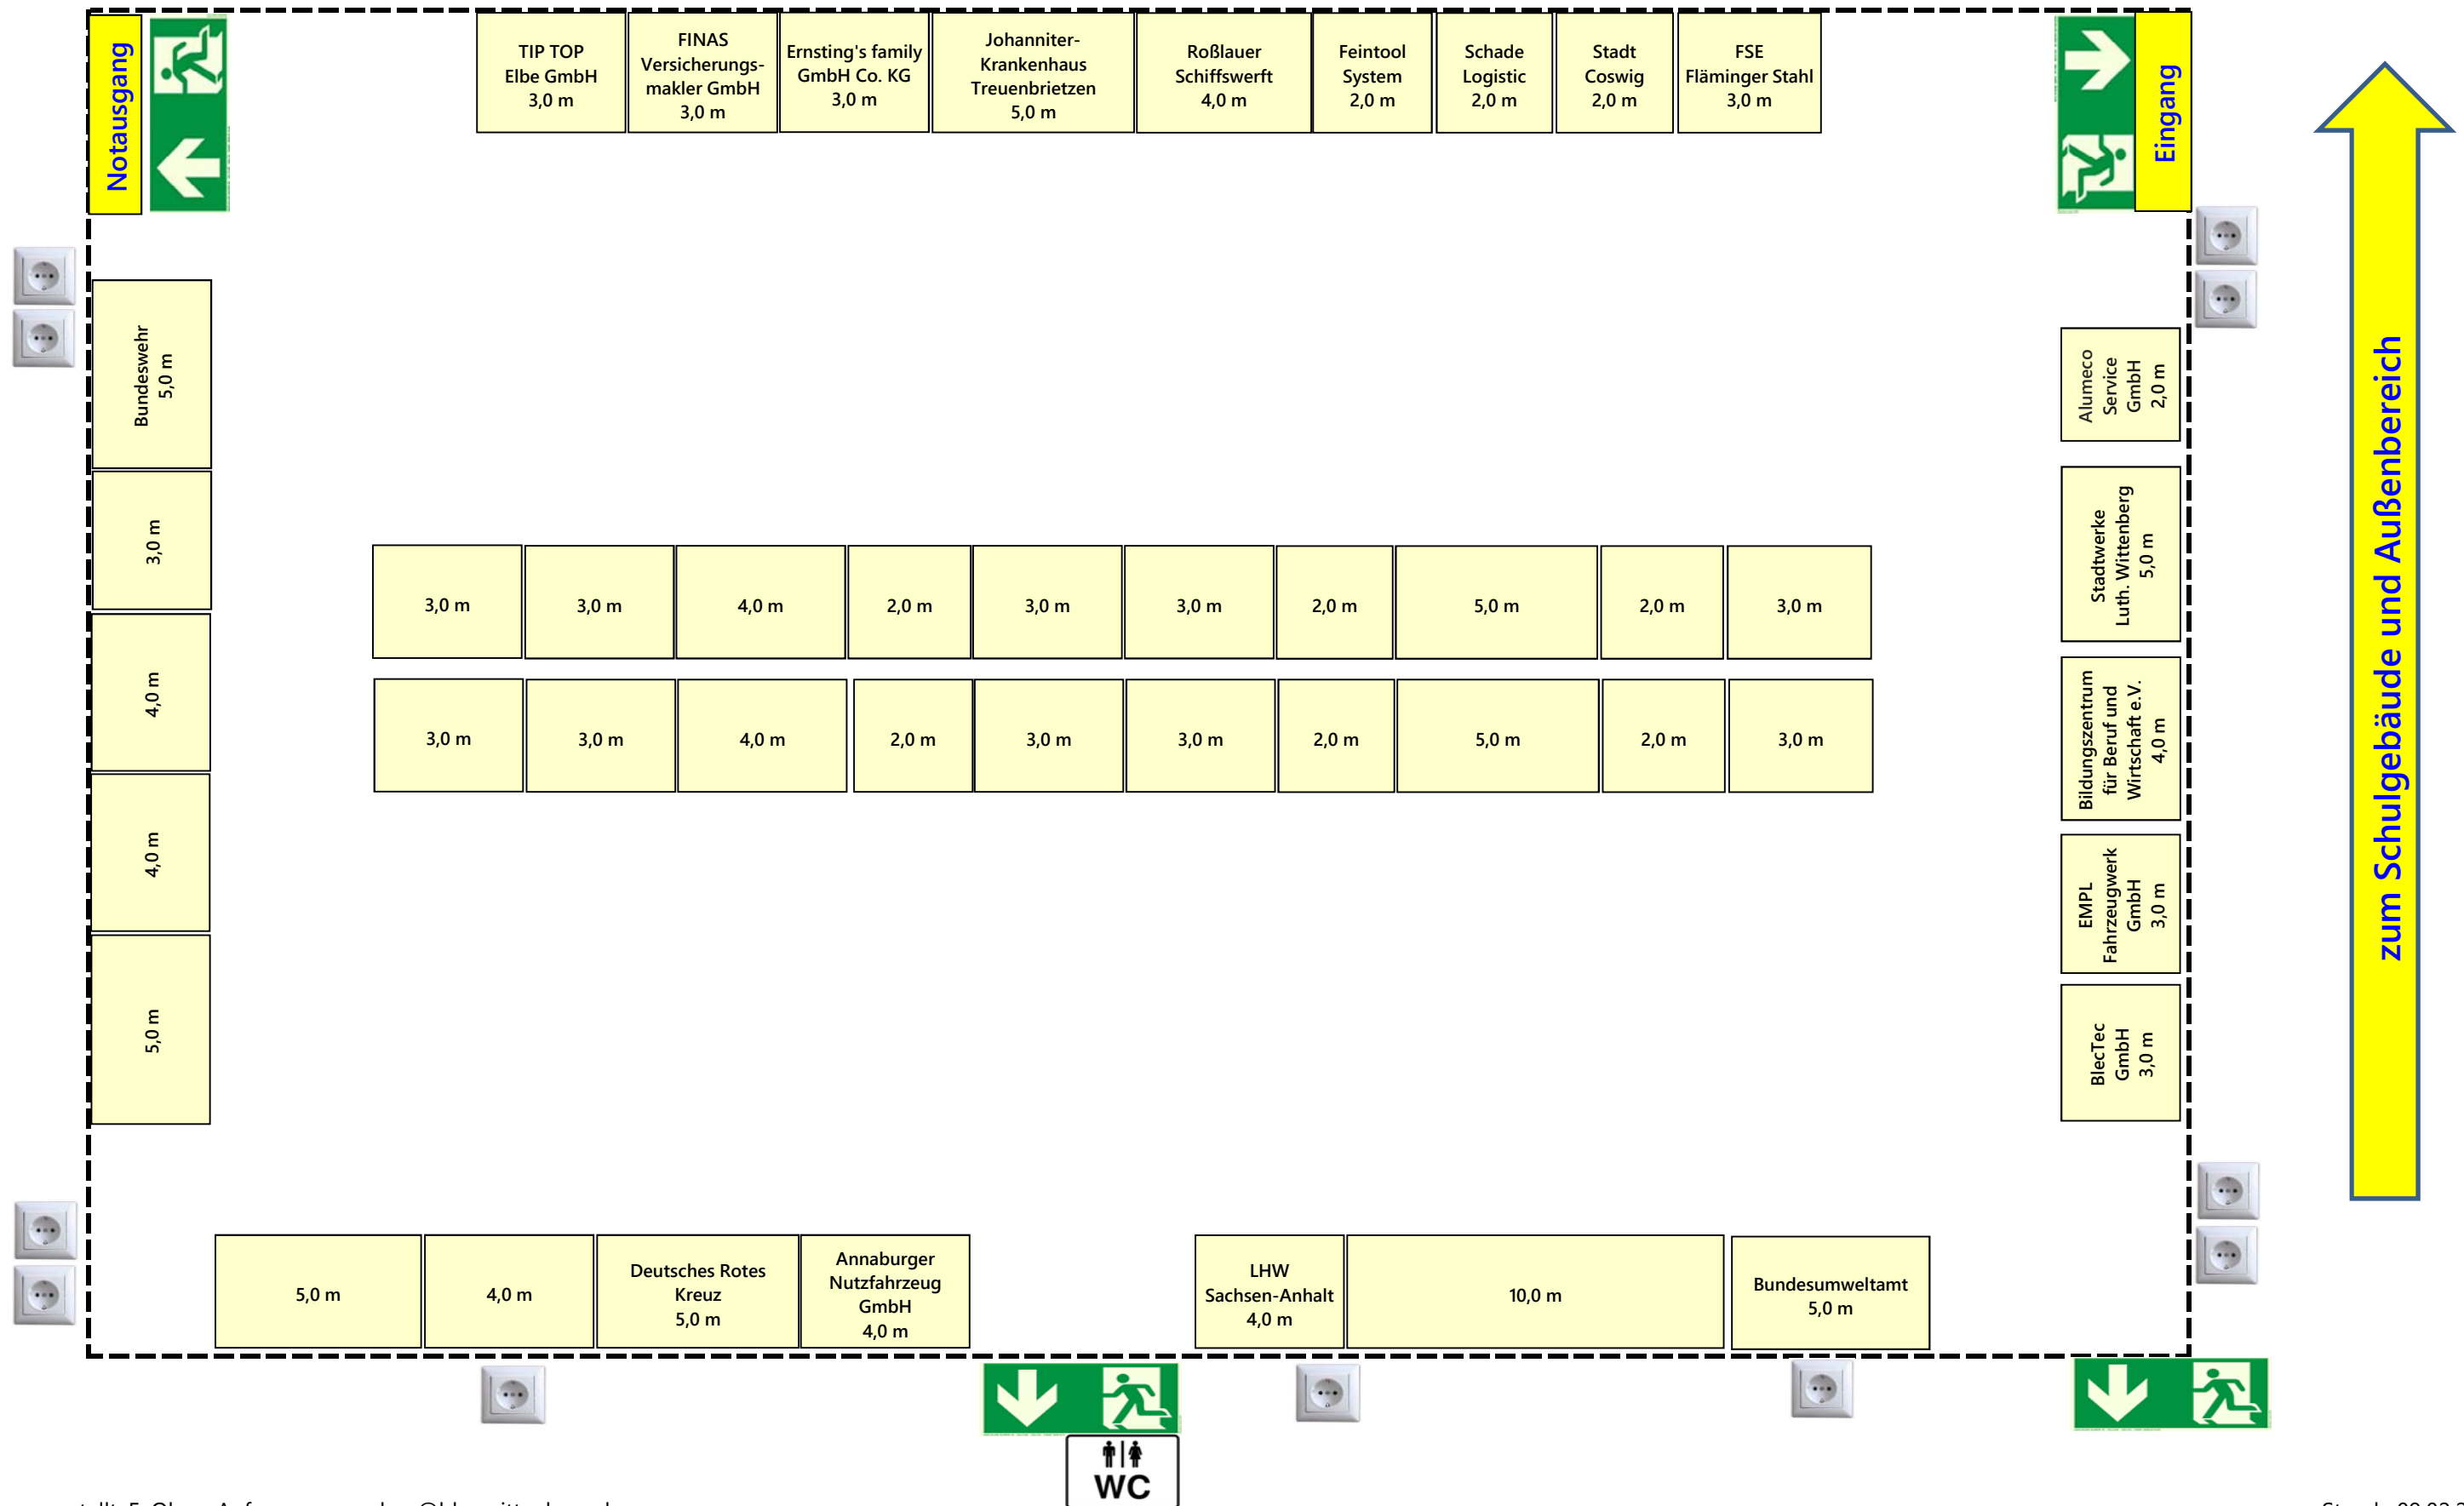 Notausgang
TIP TOP
Elbe GmbH
3,0 m
FINAS
Versicherungs-
makler GmbH
3,0 m
Ernsting's family
GmbH Co. KG
3,0 m
Johanniter-
Krankenhaus
Treuenbrietzen
5,0 m
Roßlauer
Schiffswerft
4,0 m
Feintool
System
2,0 m
Schade
Logistic
2,0 m
Stadt
Coswig
2,0 m
FSE
Fläminger Stahl
3,0 m
Eingang
zum Schulgebäude und Außenbereich
Bundeswehr
5,0 m
3,0 m
4,0 m
4,0 m
5,0 m
3,0 m
3,0 m
4,0 m
2,0 m
3,0 m
3,0 m
2,0 m
5,0 m
2,0 m
3,0 m
3,0 m
3,0 m
4,0 m
2,0 m
3,0 m
3,0 m
2,0 m
5,0 m
2,0 m
3,0 m
Alumeco
Service
GmbH
2,0 m
Stadtwerke
Luth. Wittenberg
5,0 m
Bildungszentrum
für Beruf und
Wirtschaft e.V.
4,0 m
EMPL
Fahrzeugwerk
GmbH
3,0 m
BlecTec
GmbH
3,0 m
5,0 m
4,0 m
Deutsches Rotes
Kreuz
5,0 m
Annaburger
Nutzfahrzeug
GmbH
4,0 m
LHW
Sachsen-Anhalt
4,0 m
10,0 m
Bundesumweltamt
5,0 m
WC